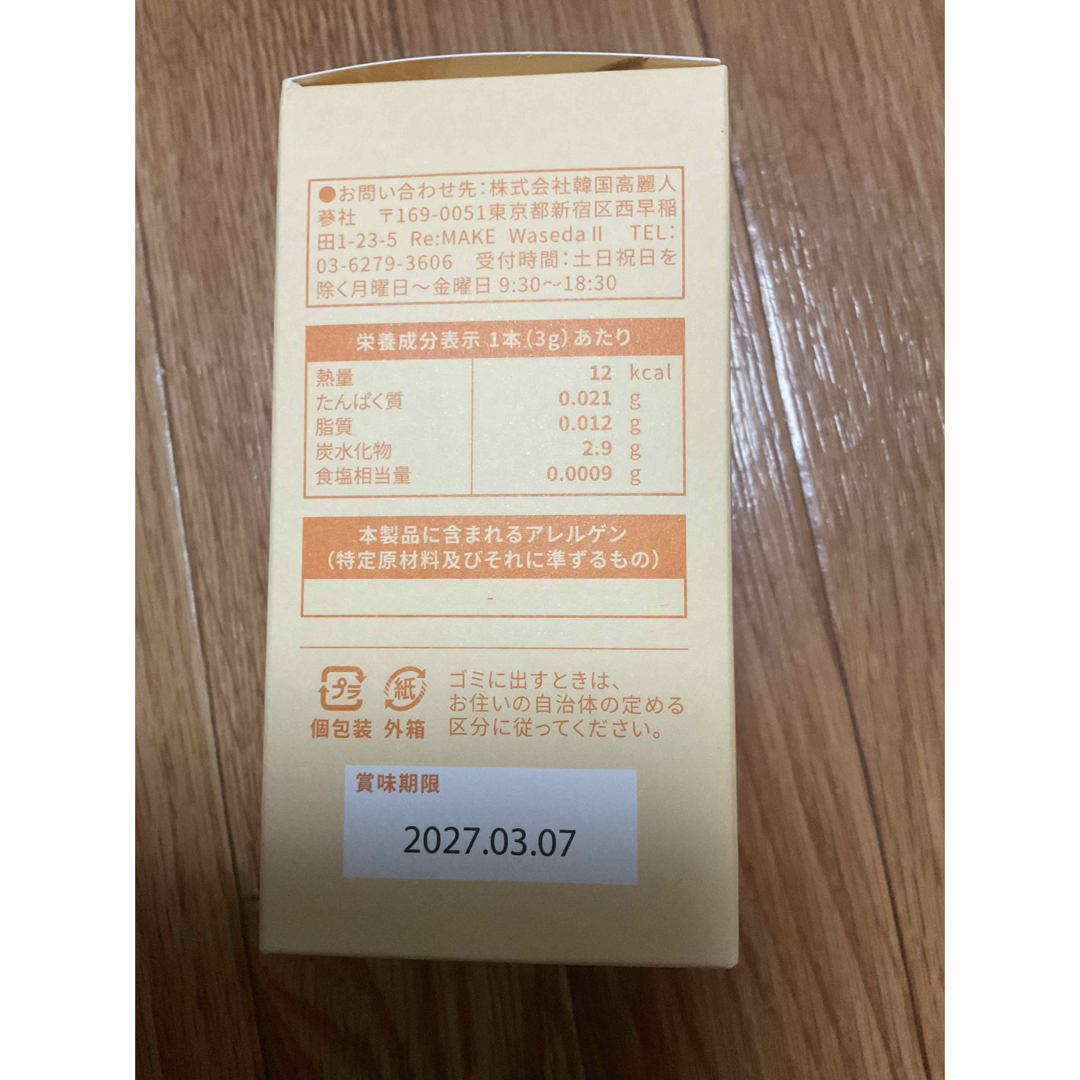 ●お問い合わせ先：株式会社韓国高麗人
蔘社　〒169-0051東京都新宿区西早稲
田1-23-5 Re:MAKE WasedaⅡ　TEL：
03-6279-3606　受付時間：土日祝日を
除く月曜日～金曜日 9:30～18:30
栄養成分表示 1本（3g）あたり
熱量 12 kcal
たんぱく質 0.021 g
脂質 0.012 g
炭水化物 2.9 g
食塩相当量 0.0009 g
本製品に含まれるアレルゲン
（特定原材料及びそれに準ずるもの）
-
プラ 紙
個包装 外箱
ゴミに出すときは、
お住いの自治体の定める
区分に従ってください。
賞味期限
2027.03.07